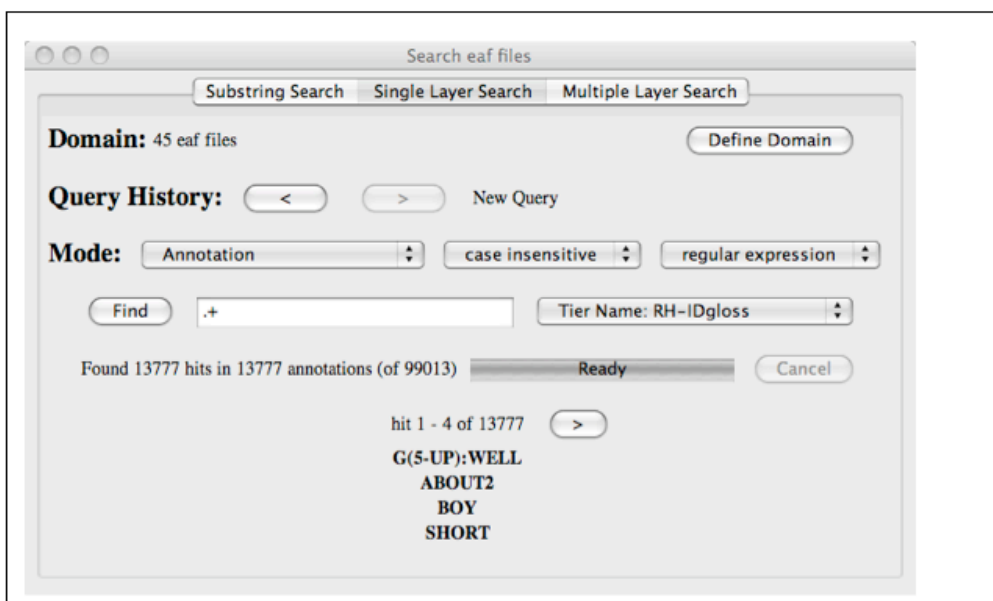 Search eaf files
Substring Search Single Layer Search Multiple Layer Search
Domain: 45 eaf files Define Domain
Query History: < > New Query
Mode: Annotation case insensitive regular expression
Find .+ Tier Name: RH-IDgloss
Found 13777 hits in 13777 annotations (of 99013) Ready Cancel
hit 1 - 4 of 13777 >
G(5-UP):WELL
ABOUT2
BOY
SHORT